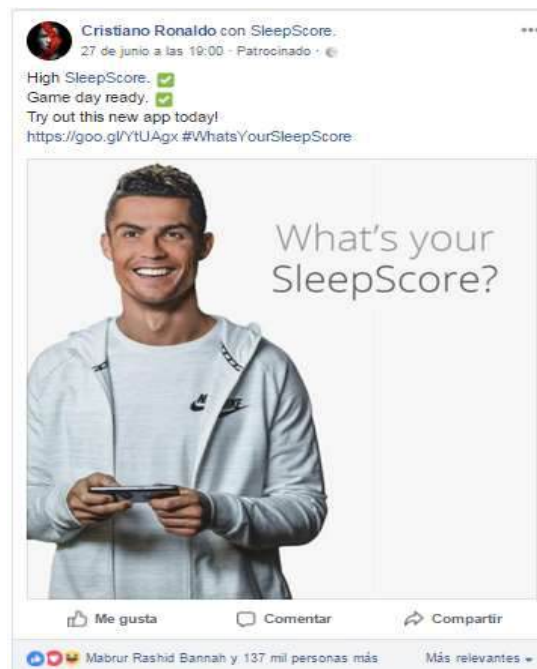 Cristiano Ronaldo con SleepScore.
27 de junio a las 19:00 · Patrocinado ·
High SleepScore. ✅
Game day ready. ✅
Try out this new app today!
https://goo.gl/YtUAgx #WhatsYourSleepScore
What's your
SleepScore?
Me gusta Comentar Compartir
Mabrur Rashid Bannah y 137 mil personas más Más relevantes